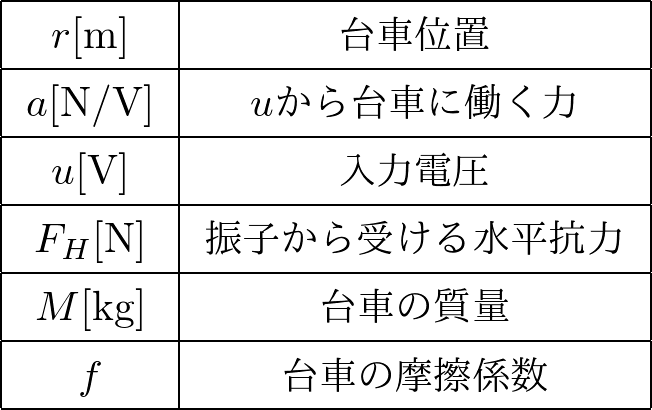 r[m] 台車位置
a[N/V] uから台車に働く力
u[V] 入力電圧
F_H[N] 振子から受ける水平抗力
M[kg] 台車の質量
f 台車の摩擦係数